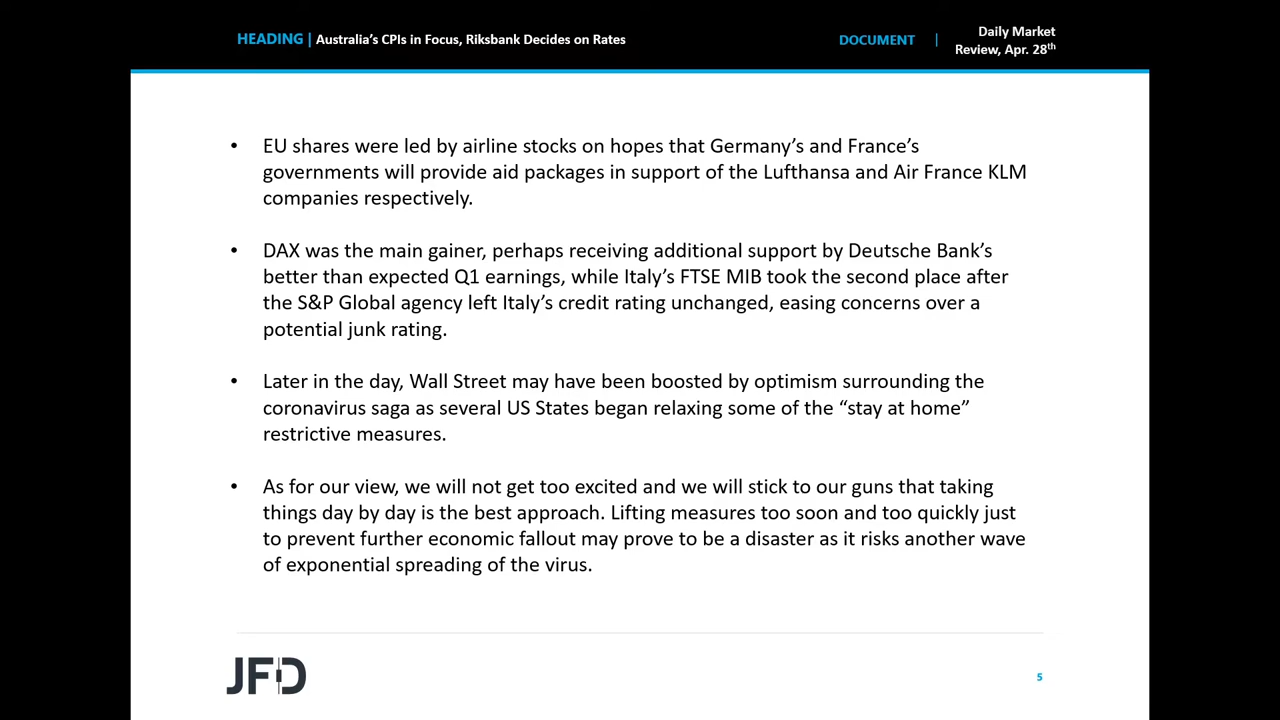 HEADING | Australia's CPIs in Focus, Riksbank Decides on Rates
DOCUMENT |
Daily Market
Review, Apr. 28th
• EU shares were led by airline stocks on hopes that Germany's and France's
governments will provide aid packages in support of the Lufthansa and Air France KLM
companies respectively.
• DAX was the main gainer, perhaps receiving additional support by Deutsche Bank's
better than expected Q1 earnings, while Italy's FTSE MIB took the second place after
the S&P Global agency left Italy's credit rating unchanged, easing concerns over a
potential junk rating.
• Later in the day, Wall Street may have been boosted by optimism surrounding the
coronavirus saga as several US States began relaxing some of the “stay at home”
restrictive measures.
• As for our view, we will not get too excited and we will stick to our guns that taking
things day by day is the best approach. Lifting measures too soon and too quickly just
to prevent further economic fallout may prove to be a disaster as it risks another wave
of exponential spreading of the virus.
JFD
5